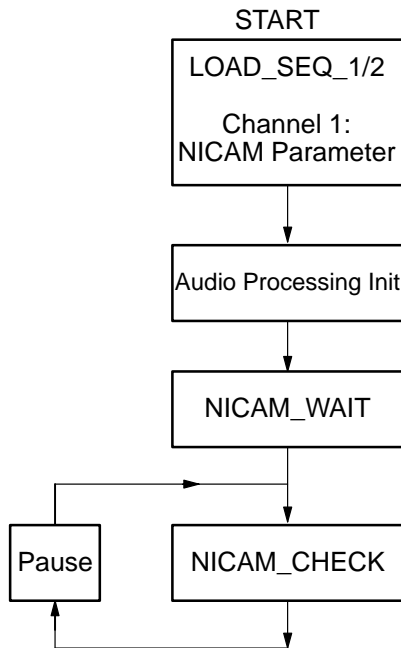 START
LOAD_SEQ_1/2
Channel 1:
NICAM Parameter
Audio Processing Init
NICAM_WAIT
Pause
NICAM_CHECK